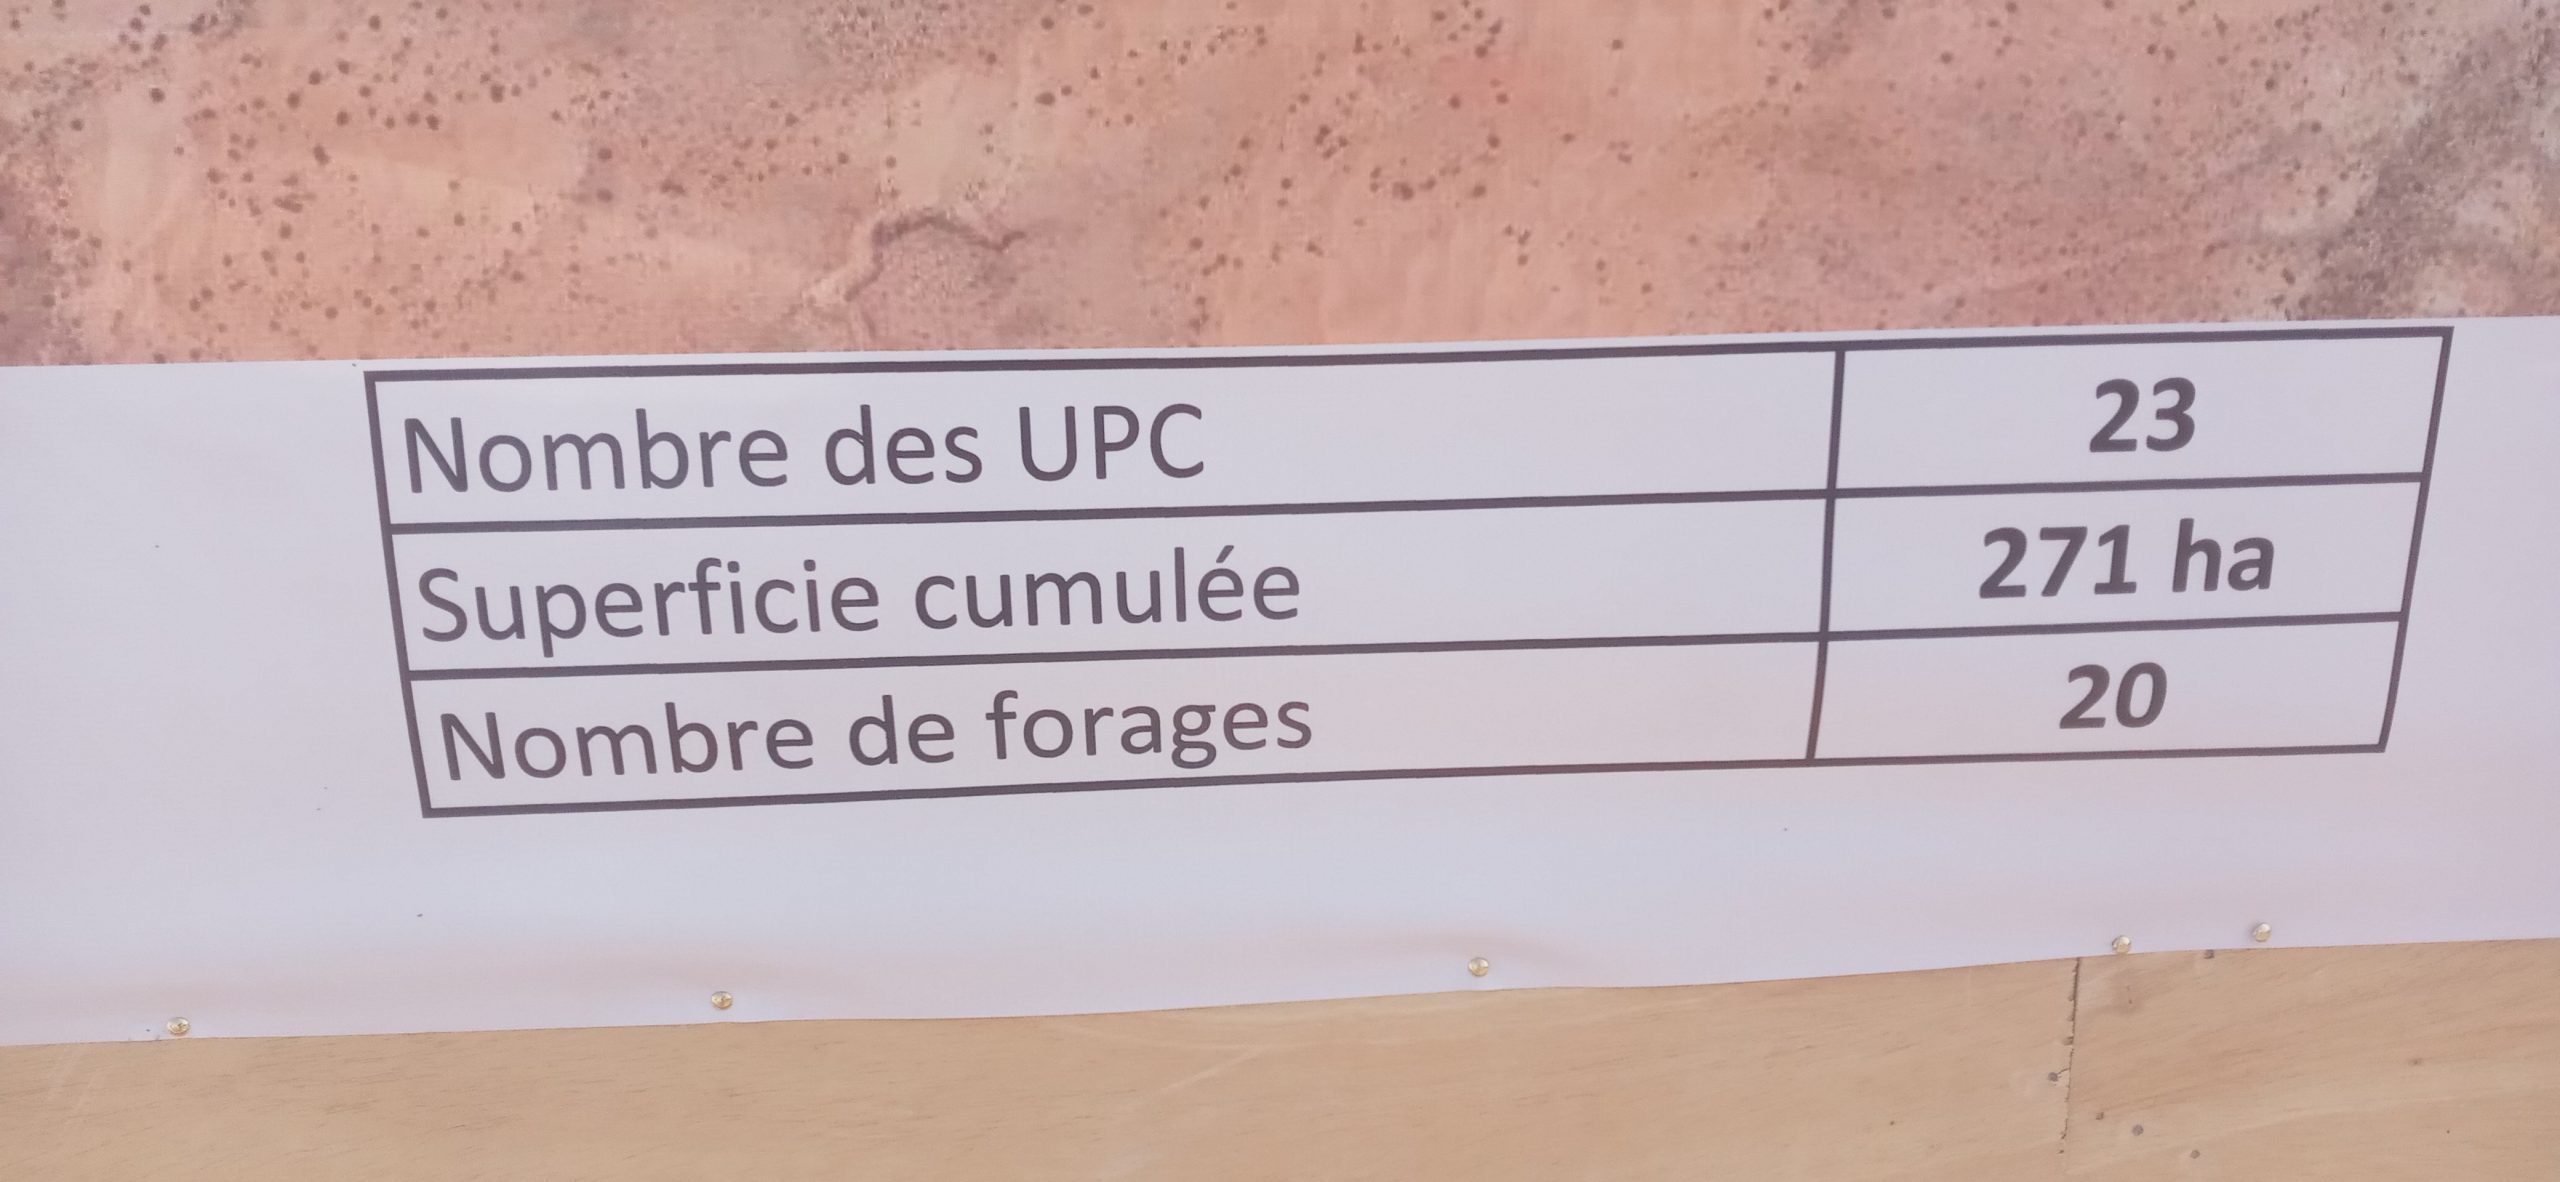 Nombre des UPC 23
Superficie cumulée 271 ha
Nombre de forages 20